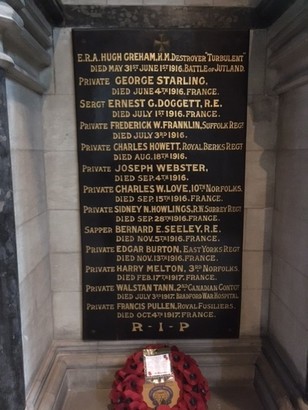 E.R.A. HUGH GREHAM, H.M. DESTROYER "TURBULENT"
DIED MAY 31ST JUNE 1ST 1916. BATTLE OF JUTLAND.
PRIVATE GEORGE STARLING,
DIED JUNE 4TH 1916. FRANCE.
SERGT ERNEST G. DOGGETT, R.E.
DIED JULY 1ST 1916. FRANCE.
PRIVATE FREDERICK W. FRANKLIN, SUFFOLK REGT
DIED JULY 3RD 1916.
PRIVATE CHARLES HOWETT, ROYAL BERKS REGT
DIED AUG. 18TH 1916.
PRIVATE JOSEPH WEBSTER,
DIED SEP. 4TH 1916.
PRIVATE CHARLES W. LOVE, 10TH NORFOLKS.
DIED SEP. 15TH 1916. FRANCE.
PRIVATE SIDNEY N. HOWLINGS, R.W. SURREY REGT
DIED SEP. 28TH 1916. FRANCE.
SAPPER BERNARD E. SEELEY, R.E.
DIED NOV. 5TH 1916. FRANCE.
PRIVATE EDGAR BURTON, EAST YORKS REGT
DIED NOV. 13TH 1916. FRANCE.
PRIVATE HARRY MELTON, 3RD NORFOLKS.
DIED FEB. 17TH 1917. FRANCE.
PRIVATE WALSTAN TANN, 2ND CANADIAN CONTGT
DIED JULY 3RD 1917. BRADFORD WAR HOSPITAL
PRIVATE FRANCIS PULLEN, ROYAL FUSILIERS.
DIED OCT. 4TH 1917. FRANCE.
R - I - P